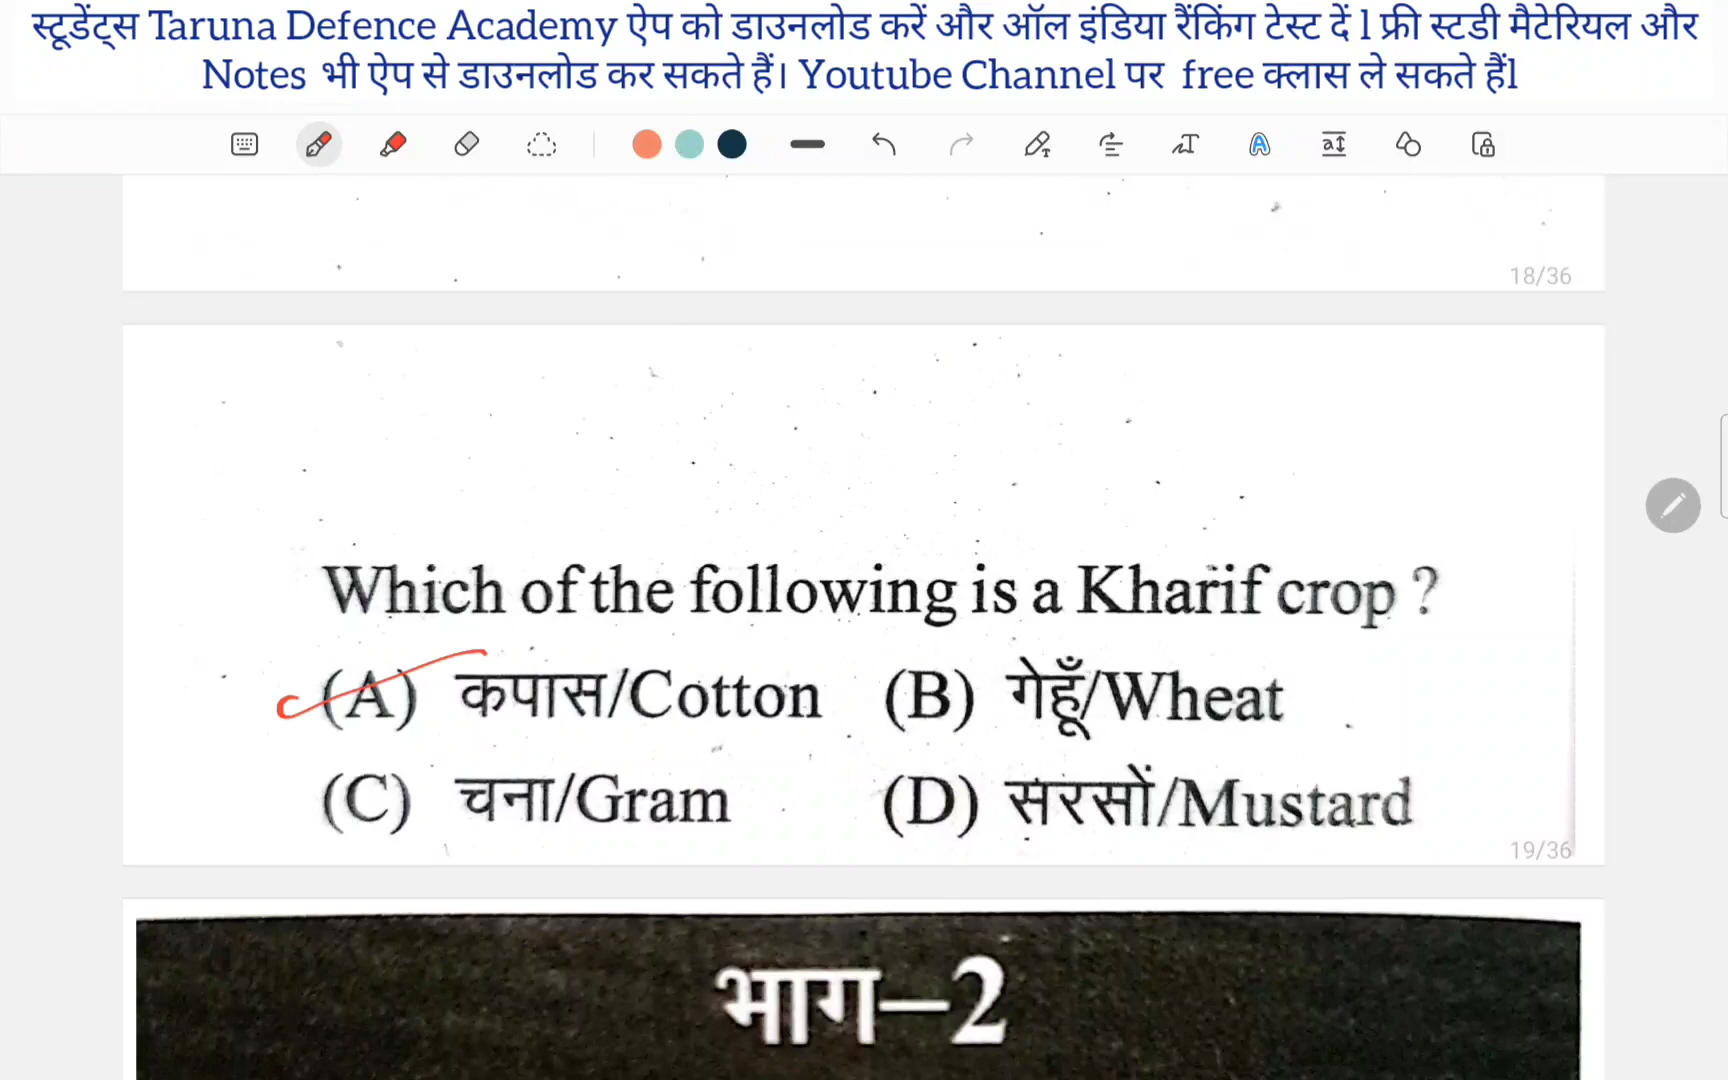 स्टूडेंट्स Taruna Defence Academy ऐप को डाउनलोड करें और ऑल इंडिया रैंकिंग टेस्ट दें l फ्री स्टडी मैटेरियल और
Notes भी ऐप से डाउनलोड कर सकते हैं। Youtube Channel पर free क्लास ले सकते हैंl
18/36
Which of the following is a Kharif crop ?
(A) कपास/Cotton (B) गेहूँ/Wheat
(C) चना/Gram (D) सरसों/Mustard
19/36
भाग–2